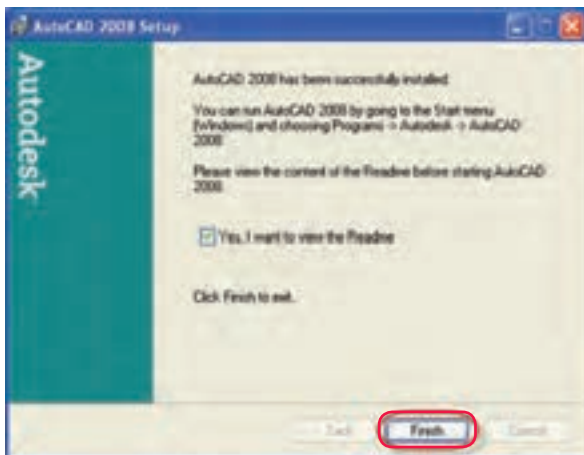 AutoCAD 2008 Setup
Autodesk
AutoCAD 2008 has been successfully installed.
You can run AutoCAD 2008 by going to the Start menu
(Windows) and choosing Programs -> Autodesk -> AutoCAD
2008.
Please view the content of the Readme before starting AutoCAD
2008.
Yes, I want to view the Readme
Click Finish to exit.
Back Finish Cancel